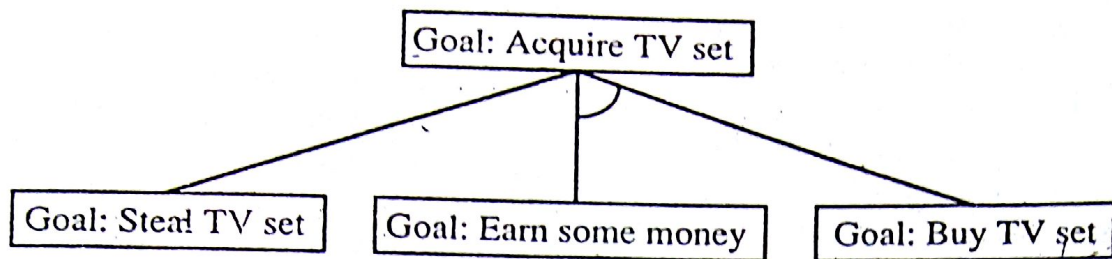 Goal: Acquire TV set
Goal: Steal TV set
Goal: Earn some money
Goal: Buy TV set